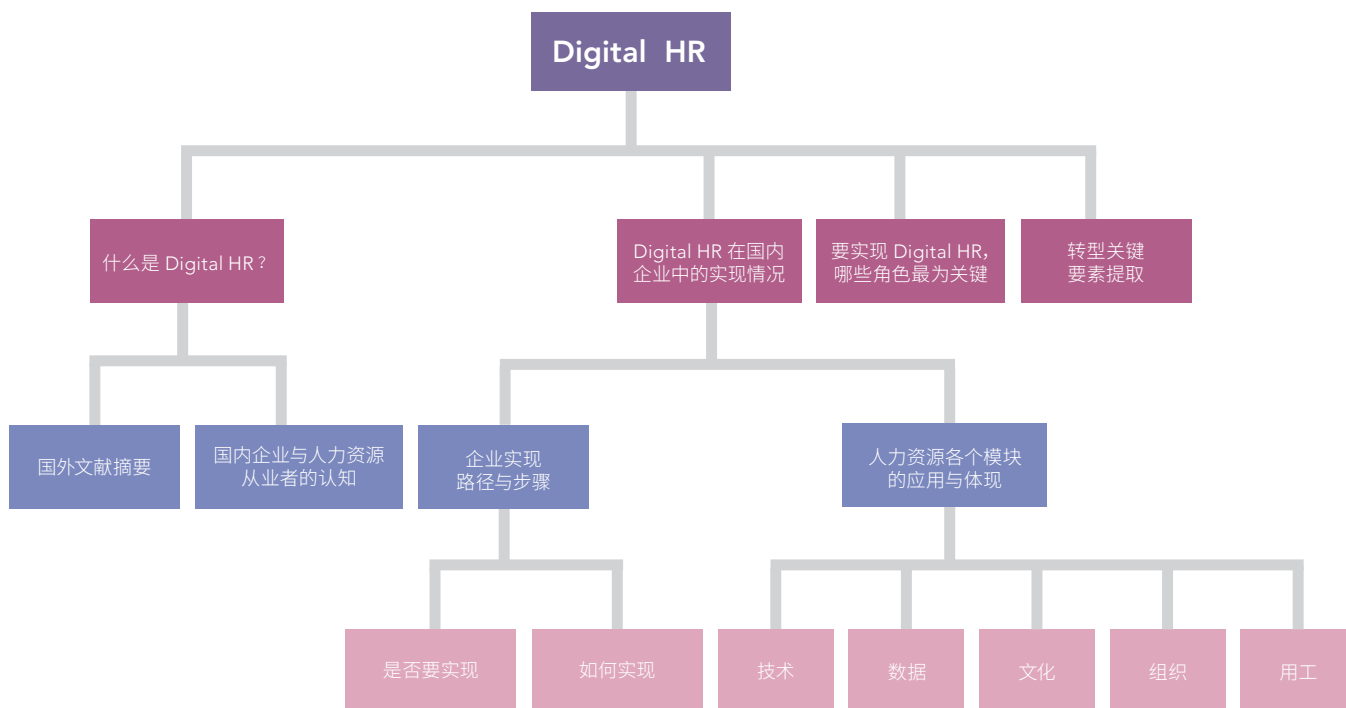 Digital HR
什么是 Digital HR？
Digital HR 在国内
企业中的实现情况
要实现 Digital HR，
哪些角色最为关键
转型关键
要素提取
国外文献摘要
国内企业与人力资源
从业者的认知
企业实现
路径与步骤
人力资源各个模块
的应用与体现
是否要实现
如何实现
技术
数据
文化
组织
用工